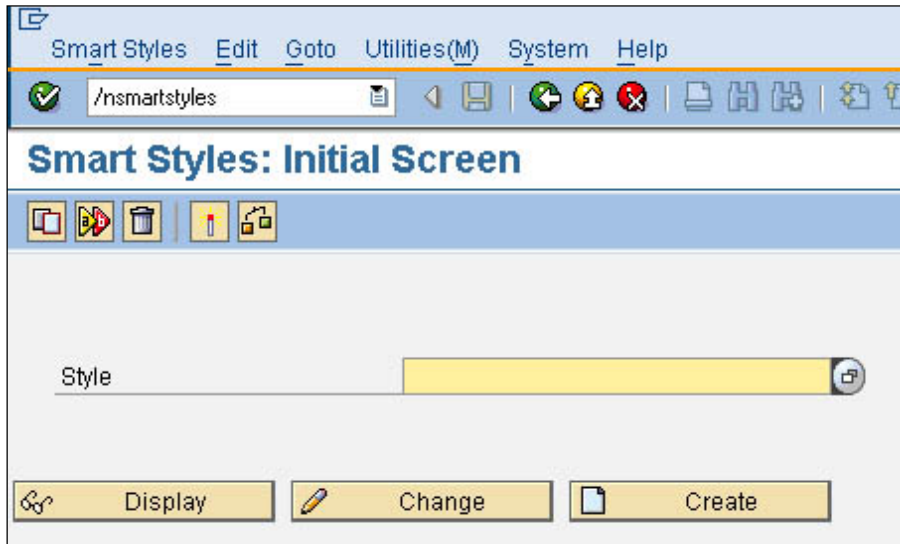 Smart Styles Edit Goto Utilities(M) System Help
/nsmartstyles
Smart Styles: Initial Screen
Style
Display Change Create